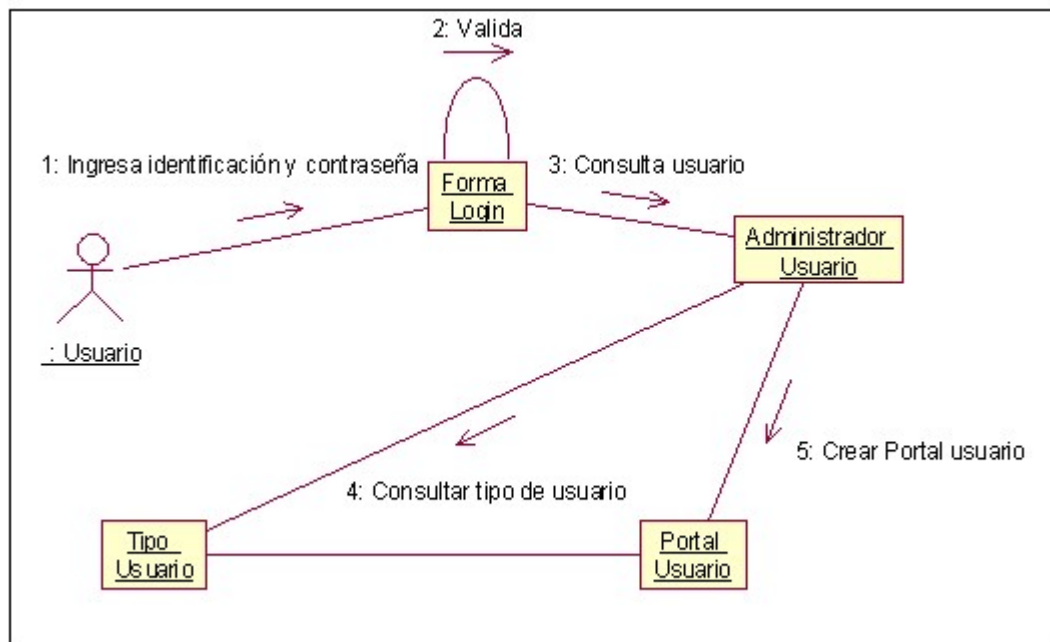 2: Valida
1: Ingresa identificación y contraseña
3: Consulta usuario
Forma
Login
Administrador
Usuario
: Usuario
5: Crear Portal usuario
4: Consultar tipo de usuario
Tipo
Usuario
Portal
Usuario